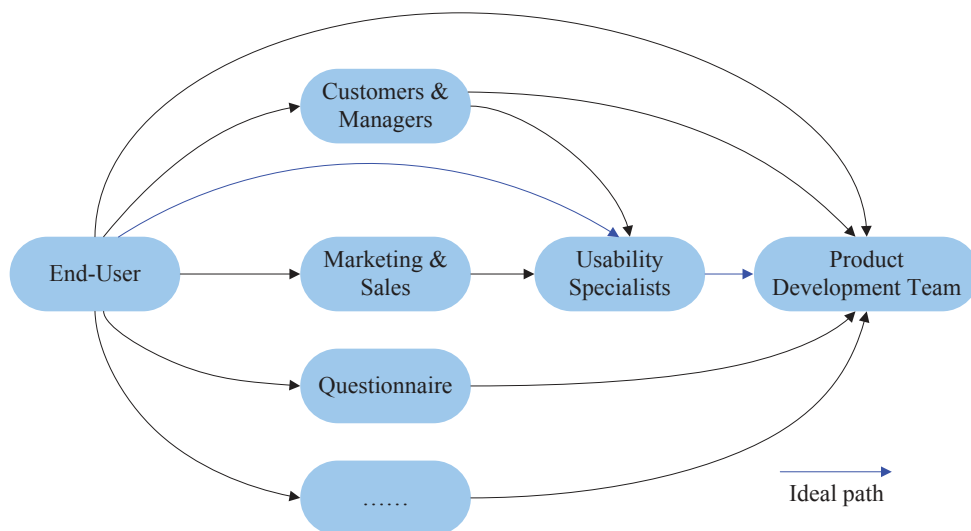 Customers &
Managers
End-User
Marketing &
Sales
Usability
Specialists
Product
Development Team
Questionnaire
......
Ideal path